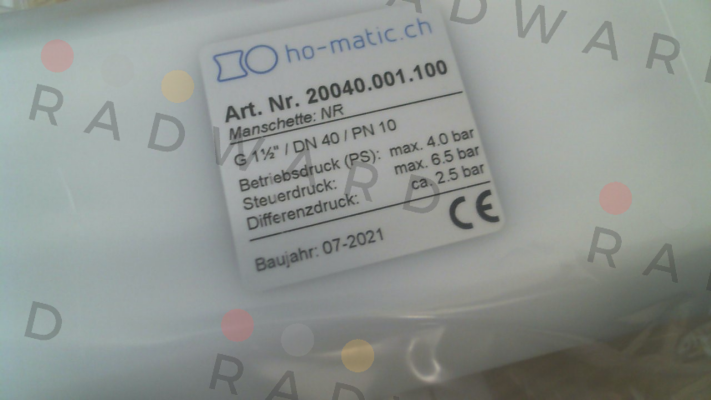 ho-matic.ch
Art. Nr. 20040.001.100
Manschette: NR
G 1½" / DN 40 / PN 10
Betriebsdruck (PS): max. 4.0 bar
Steuerdruck: max. 6.5 bar
Differenzdruck: ca. 2.5 bar
CE
Baujahr: 07-2021
RADWARD
RADWARD
RA
D
RADWARD